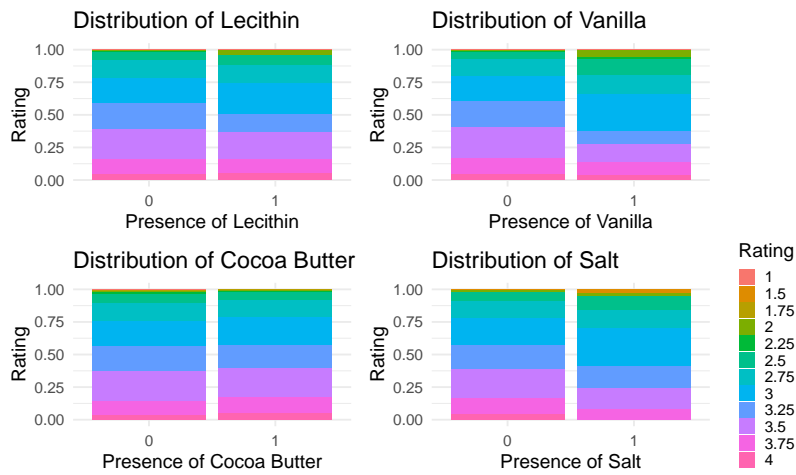 Distribution of Lecithin
1.00
0.75
0.50
0.25
0.00
Rating
0 1
Presence of Lecithin
Distribution of Vanilla
1.00
0.75
0.50
0.25
0.00
Rating
0 1
Presence of Vanilla
Distribution of Cocoa Butter
1.00
0.75
0.50
0.25
0.00
Rating
0 1
Presence of Cocoa Butter
Distribution of Salt
1.00
0.75
0.50
0.25
0.00
Rating
0 1
Presence of Salt
Rating
1
1.5
1.75
2
2.25
2.5
2.75
3
3.25
3.5
3.75
4